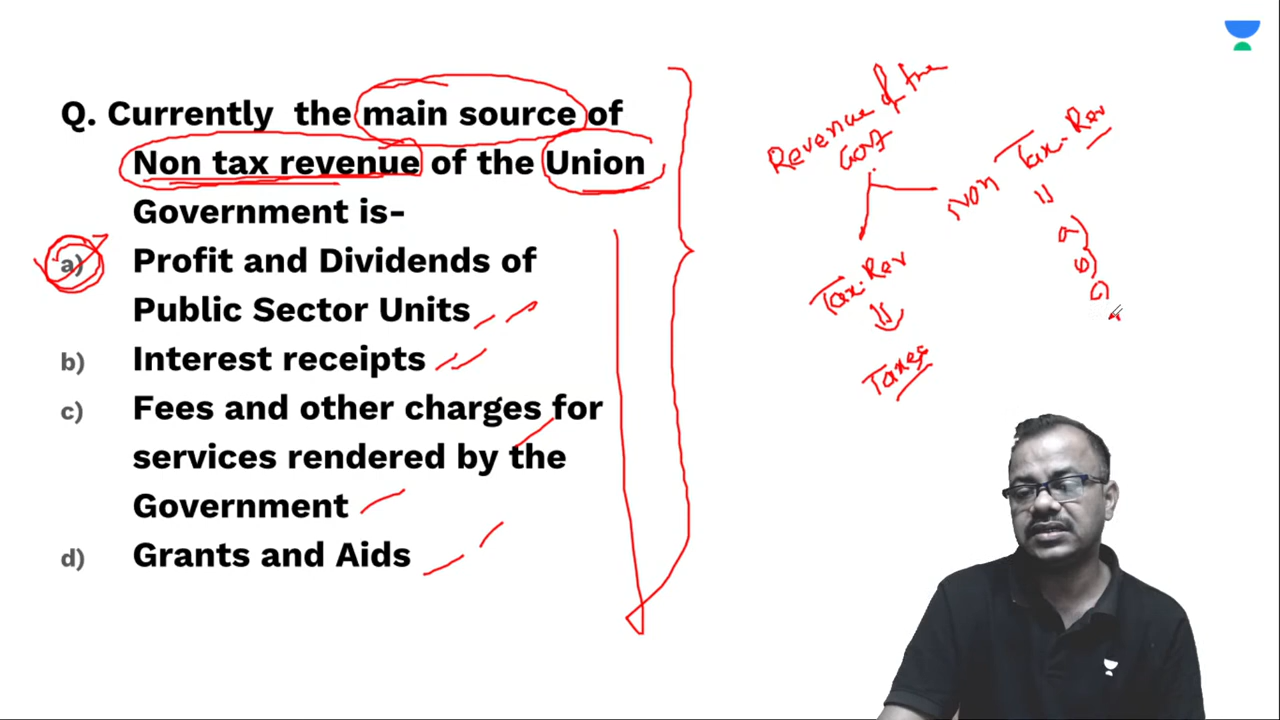 Q. Currently the main source of
Non tax revenue of the Union
Government is-
a) Profit and Dividends of
Public Sector Units
b) Interest receipts
c) Fees and other charges for
services rendered by the
Government
d) Grants and Aids
Revenue of the
Govt
Non Tax-Rev
a)
b)
c)
Tax-Rev
Taxes